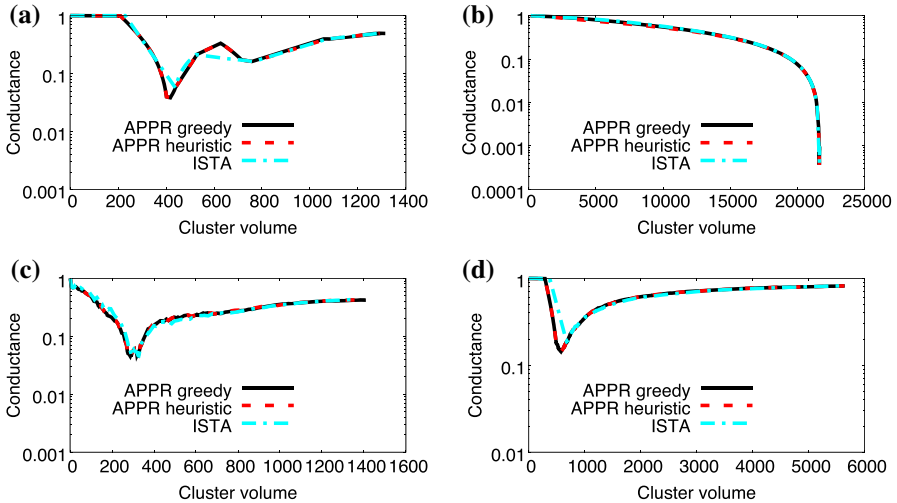 (a)
Conductance
1
0.1
0.01
0.001
APPR greedy
APPR heuristic
ISTA
0 200 400 600 800 1000 1200 1400
Cluster volume
(b)
Conductance
1
0.1
0.01
0.001
0.0001
APPR greedy
APPR heuristic
ISTA
0 5000 10000 15000 20000 25000
Cluster volume
(c)
Conductance
1
0.1
0.01
0.001
APPR greedy
APPR heuristic
ISTA
0 200 400 600 800 1000 1200 1400 1600
Cluster volume
(d)
Conductance
1
0.1
0.01
APPR greedy
APPR heuristic
ISTA
0 1000 2000 3000 4000 5000 6000
Cluster volume